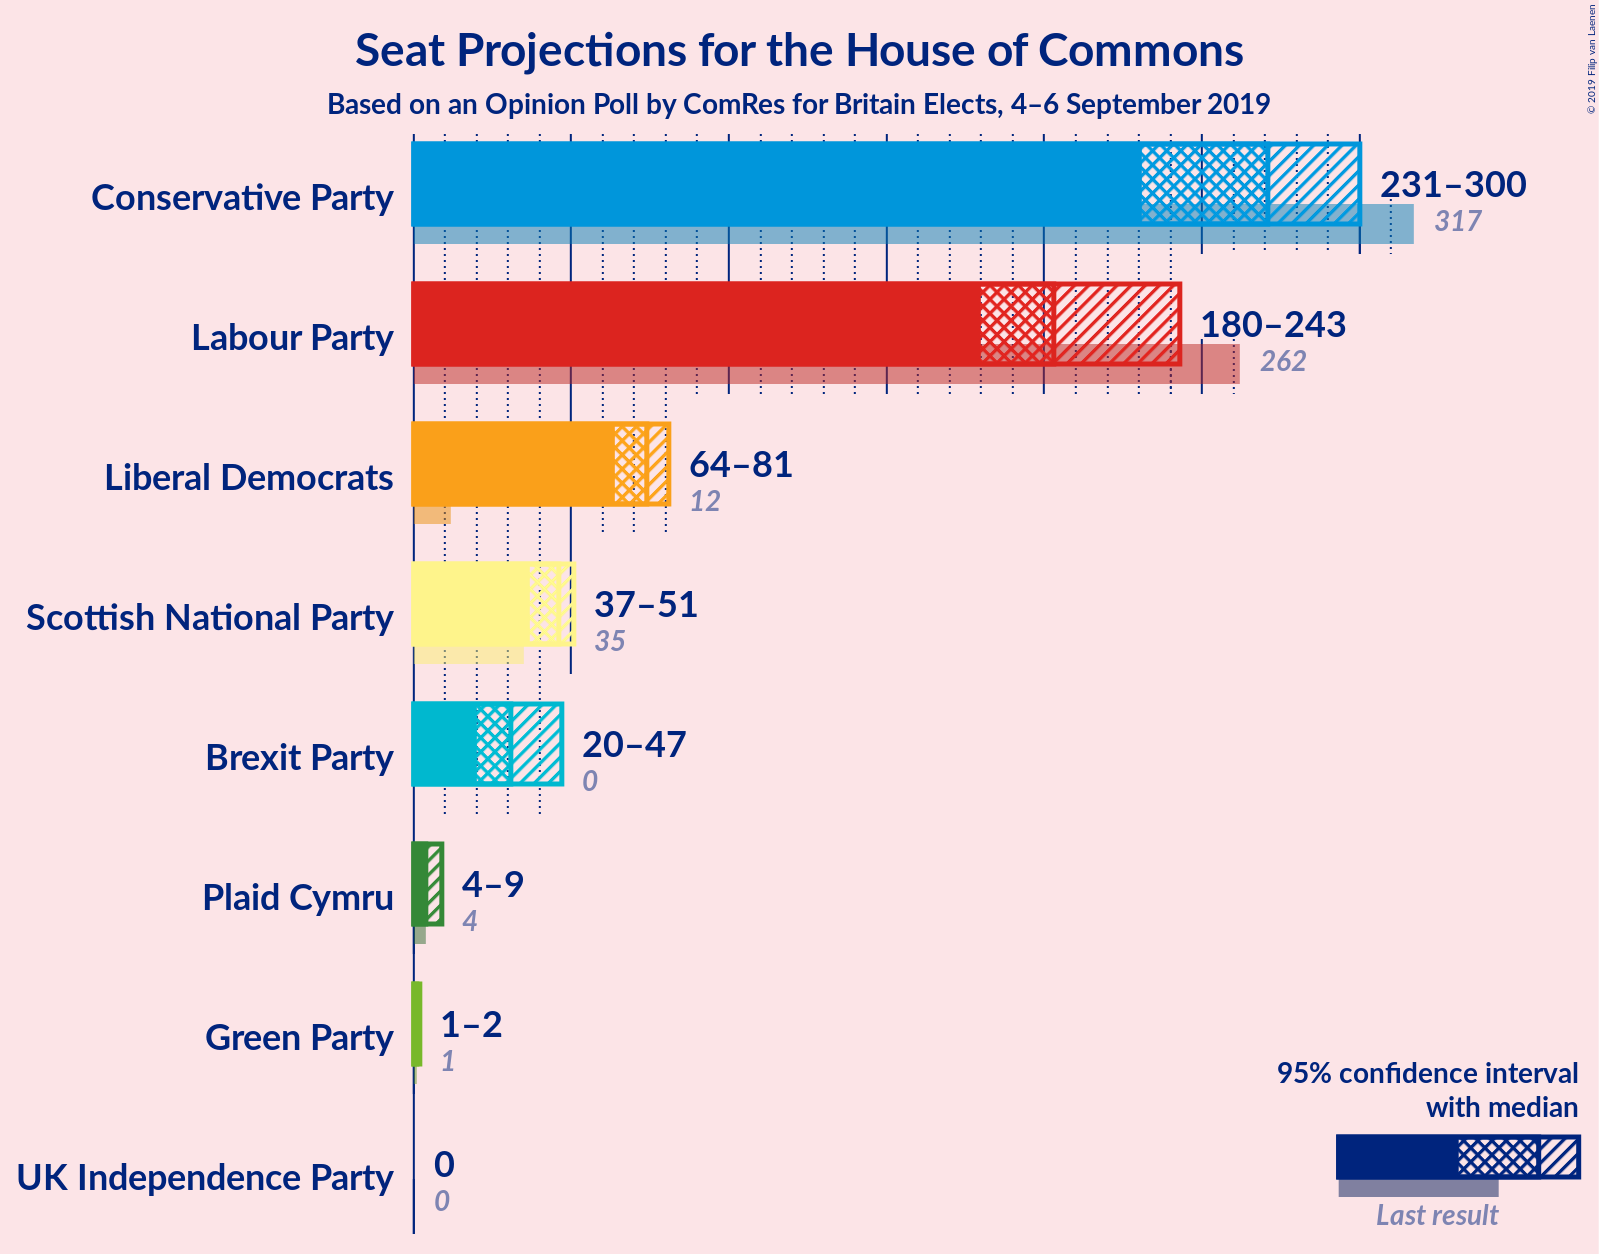 Seat Projections for the House of Commons
Based on an Opinion Poll by ComRes for Britain Elects, 4–6 September 2019
© 2019 Filip van Laenen
Conservative Party
231–300
317
Labour Party
180–243
262
Liberal Democrats
64–81
12
Scottish National Party
37–51
35
Brexit Party
20–47
0
Plaid Cymru
4–9
4
Green Party
1–2
1
UK Independence Party
0
0
95% confidence interval
with median
Last result